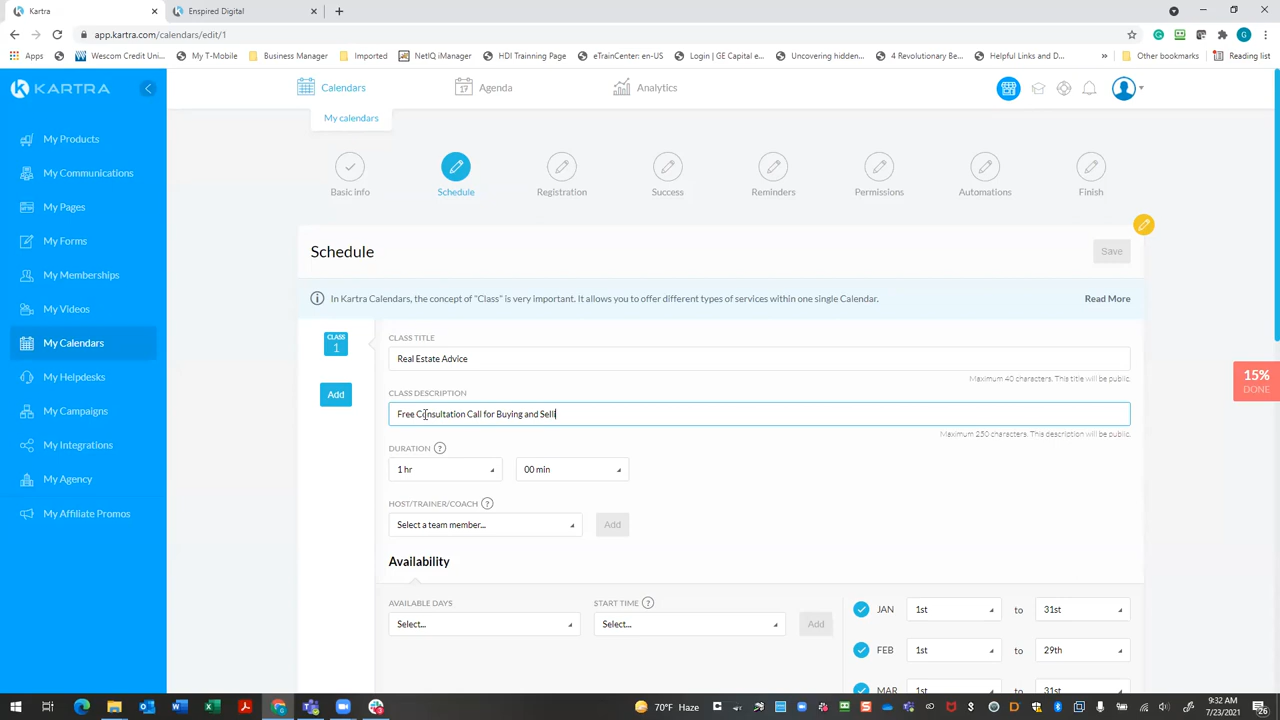 Kartra
Enspired Digital
app.kartra.com/calendars/edit/1
Apps
Wescom Credit Uni...
My T-Mobile
Business Manager
Imported
NetIQ iManager
HDI Trainning Page
eTrainCenter: en-US
Login | GE Capital e...
Uncovering hidden...
4 Revolutionary Be...
Helpful Links and D...
»
Other bookmarks
Reading list
KARTRA
Calendars
17
Agenda
Analytics
My calendars
My Products
My Communications
My Pages
My Forms
My Memberships
My Videos
My Calendars
My Helpdesks
My Campaigns
My Integrations
My Agency
My Affiliate Promos
Basic info
Schedule
Registration
Success
Reminders
Permissions
Automations
Finish
Schedule
Save
In Kartra Calendars, the concept of "Class" is very important. It allows you to offer different types of services within one single Calendar.
Read More
CLASS
1
Add
CLASS TITLE
Real Estate Advice
Maximum 40 characters. This title will be public.
CLASS DESCRIPTION
Free Consultation Call for Buying and Selli
Maximum 250 characters. This description will be public.
DURATION ?
1 hr
00 min
HOST/TRAINER/COACH ?
Select a team member...
Add
15%
DONE
Availability
AVAILABLE DAYS
START TIME ?
Select...
Select...
Add
JAN
1st
to
31st
FEB
1st
to
29th
MAR
1st
to
31st
70°F Haze
9:32 AM
7/23/2021
26